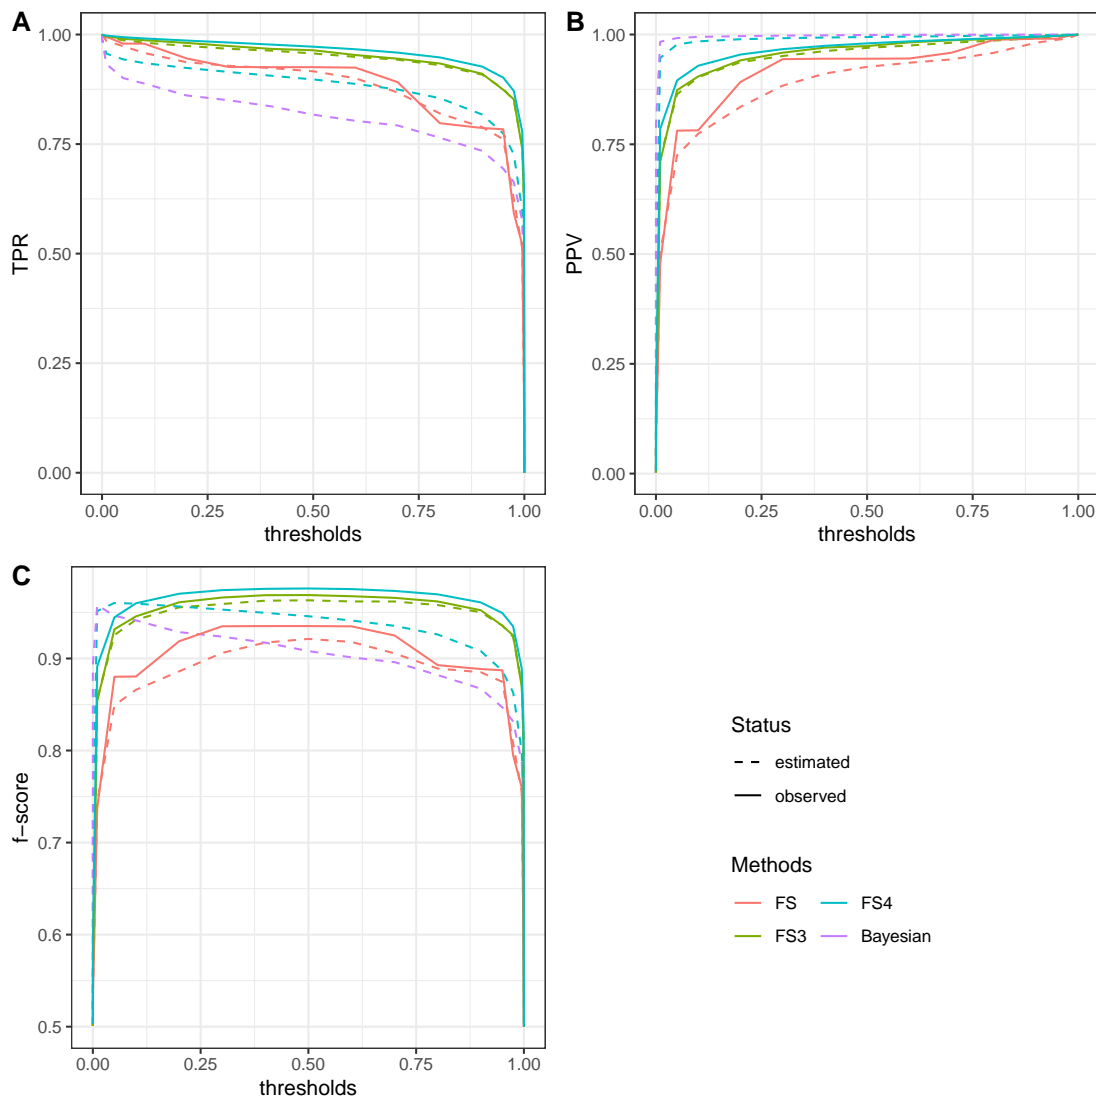 A
TPR
1.00
0.75
0.50
0.25
0.00
0.00 0.25 0.50 0.75 1.00
thresholds
B
PPV
1.00
0.75
0.50
0.25
0.00
0.00 0.25 0.50 0.75 1.00
thresholds
C
f−score
0.9
0.8
0.7
0.6
0.5
0.00 0.25 0.50 0.75 1.00
thresholds
Status
estimated
observed
Methods
FS FS4
FS3 Bayesian